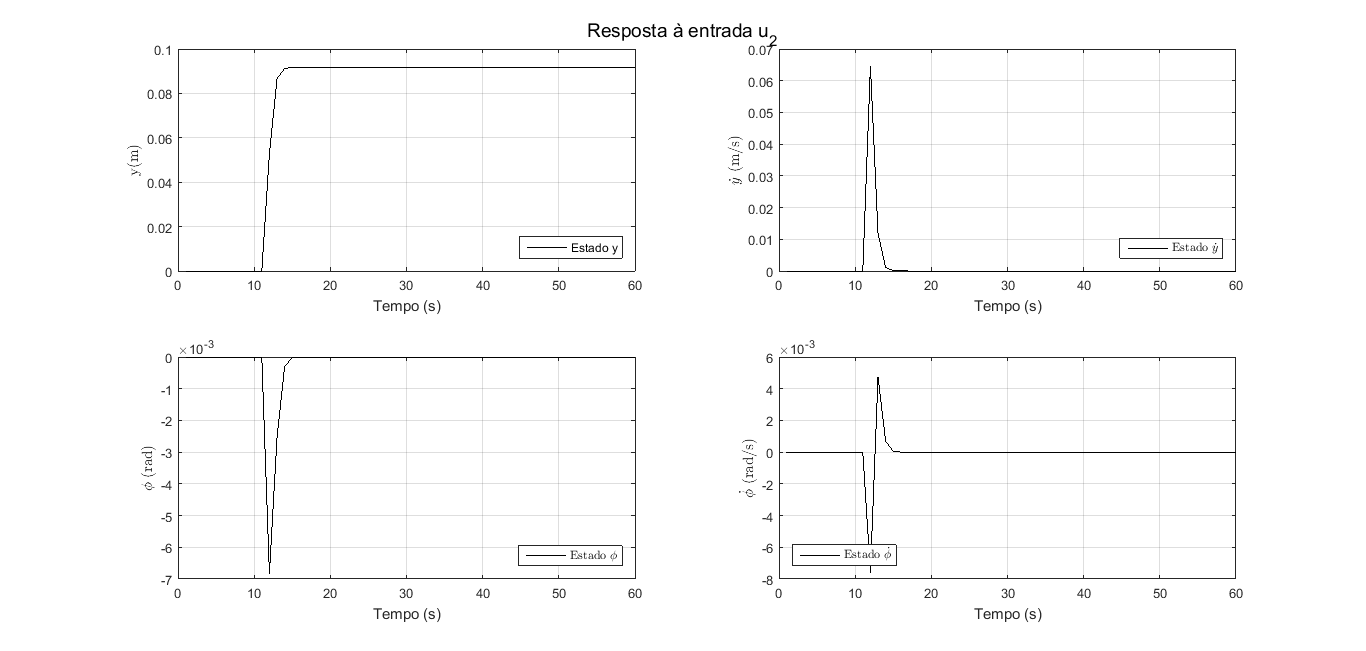 Resposta à entrada u2
0.1
0.08
0.06
0.04
0.02
0
y(m)
Estado y
0 10 20 30 40 50 60
Tempo (s)
0.07
0.06
0.05
0.04
0.03
0.02
0.01
0
ẏ (m/s)
Estado ẏ
0 10 20 30 40 50 60
Tempo (s)
×10-3
0
-1
-2
-3
-4
-5
-6
-7
ϕ (rad)
Estado ϕ
0 10 20 30 40 50 60
Tempo (s)
×10-3
6
4
2
0
-2
-4
-6
-8
ϕ̇ (rad/s)
Estado ϕ̇
0 10 20 30 40 50 60
Tempo (s)